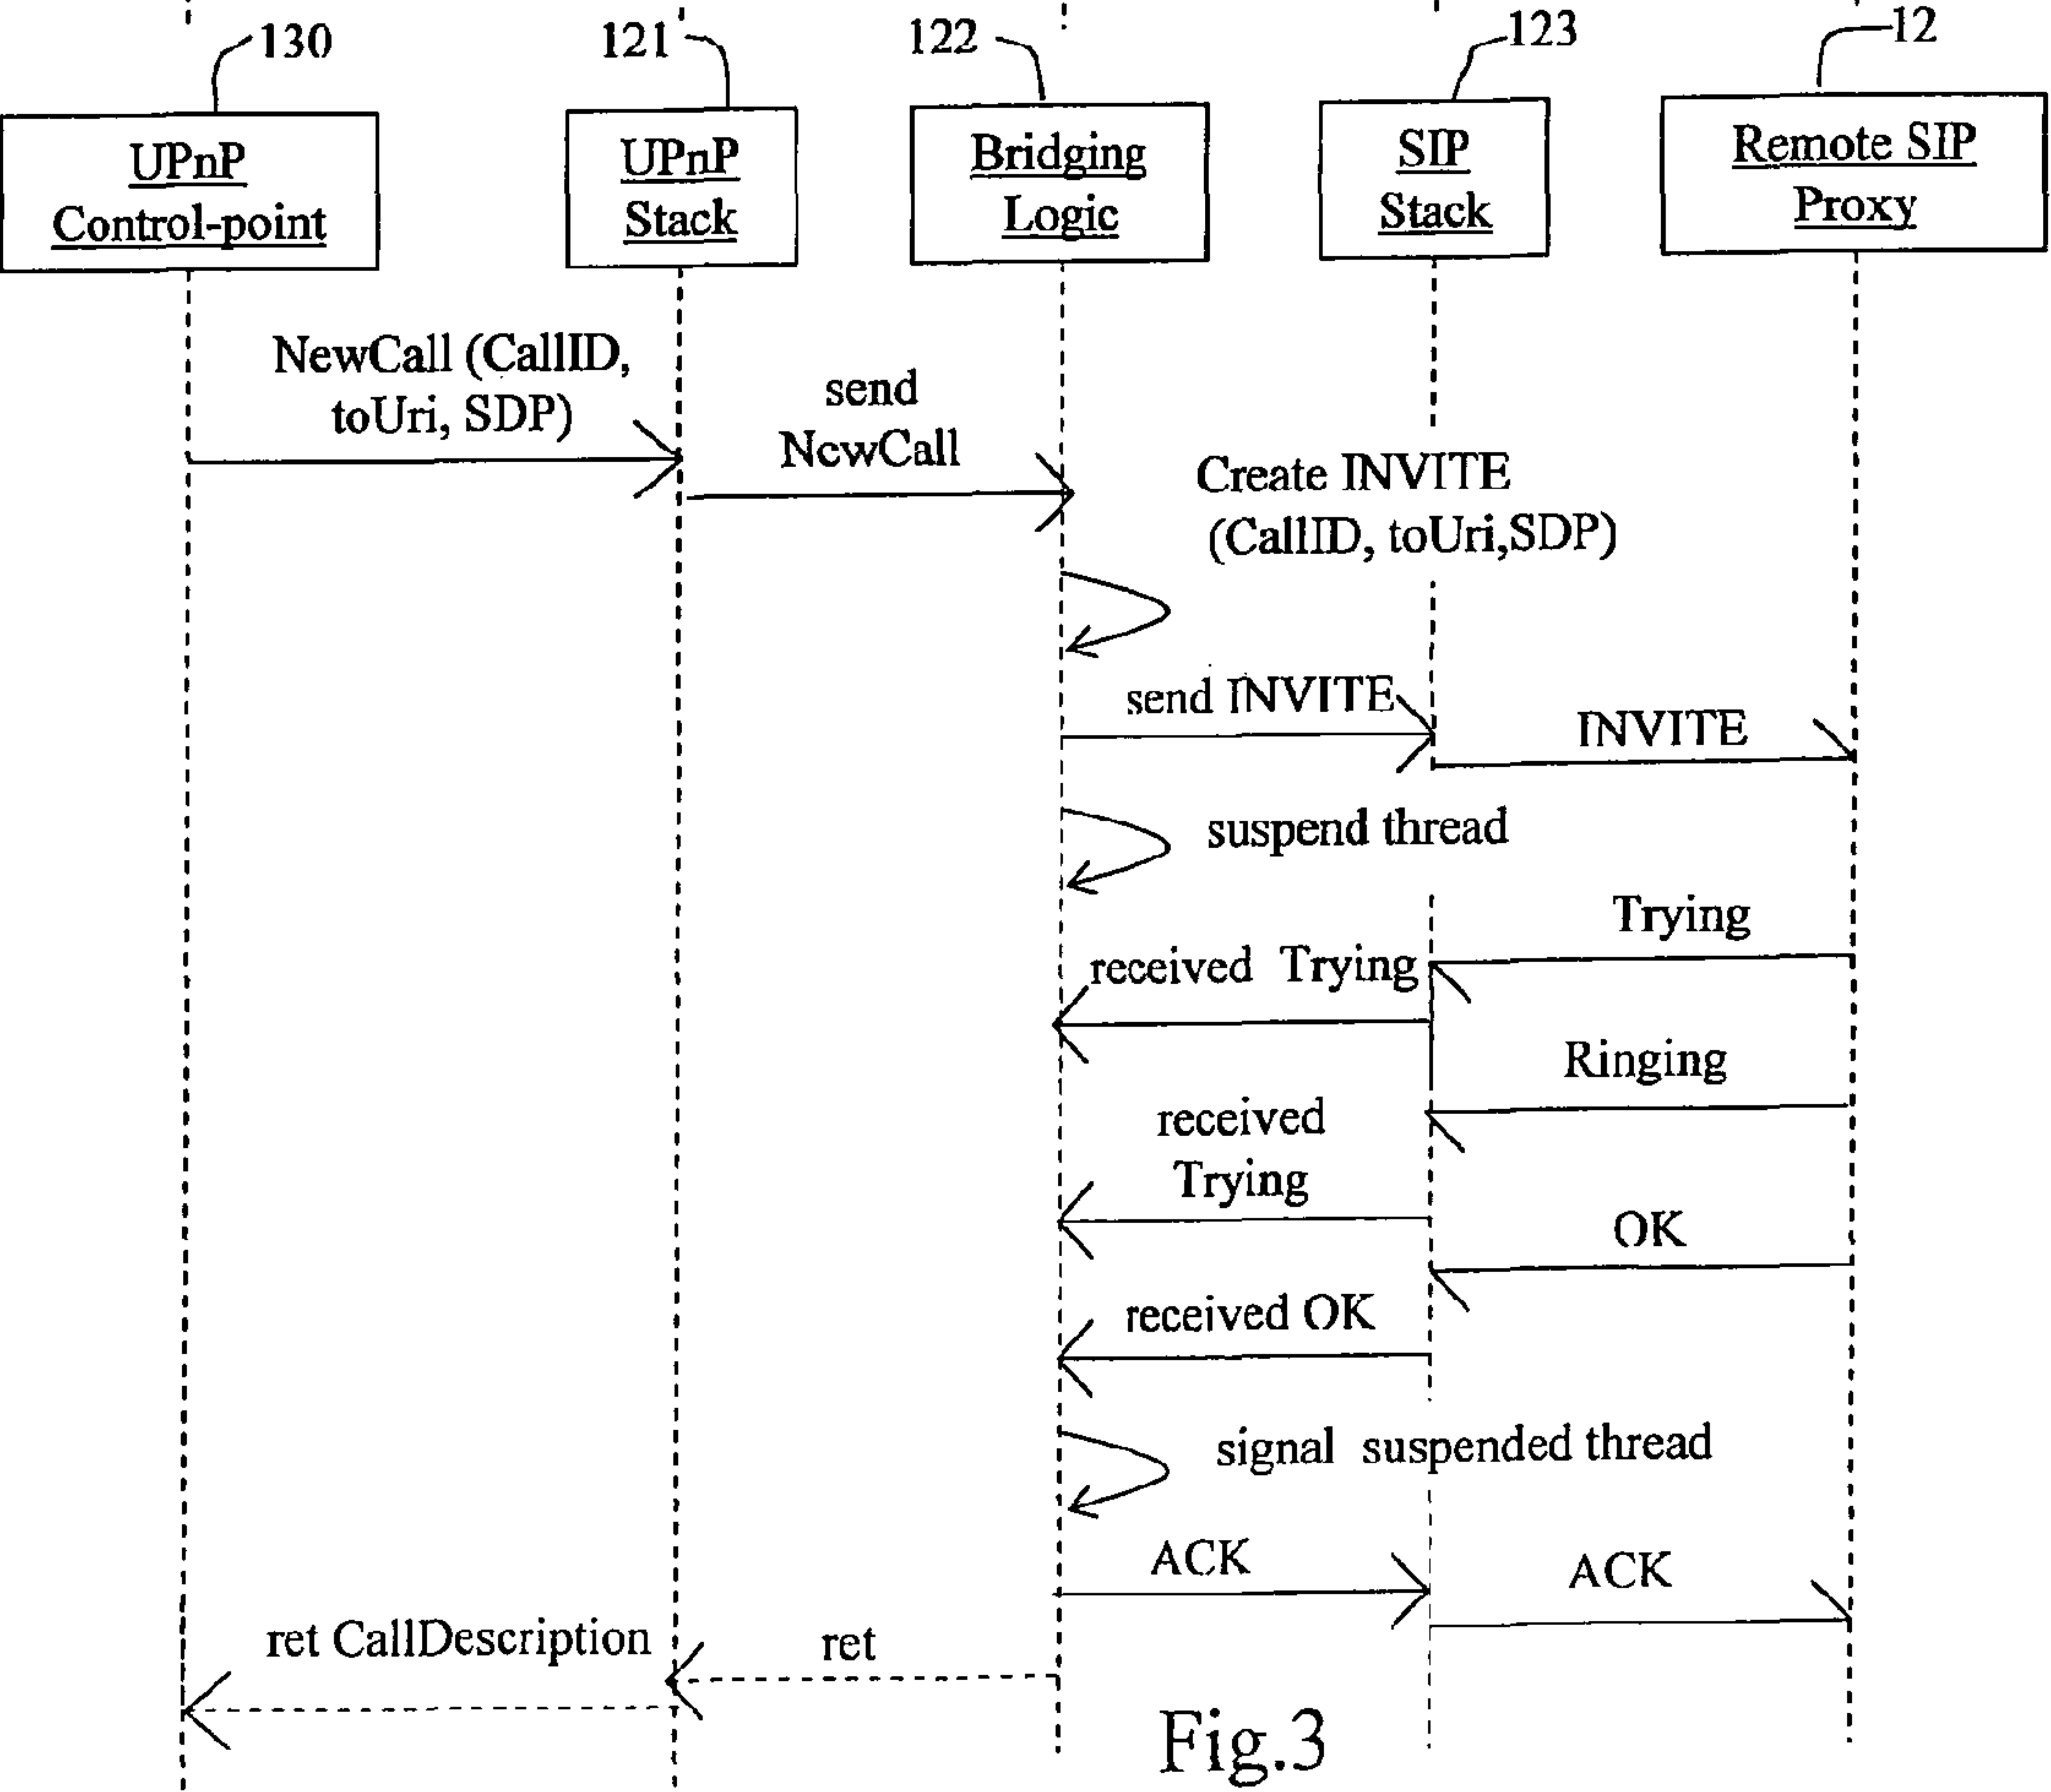 130
121
122
123
12
UPnP
Control-point
UPnP
Stack
Bridging
Logic
SIP
Stack
Remote SIP
Proxy
NewCall (CallID,
toUri, SDP)
send
NewCall
Create INVITE
(CallID, toUri,SDP)
send INVITE
INVITE
suspend thread
Trying
received Trying
Ringing
received
Trying
OK
received OK
signal suspended thread
ACK
ACK
ret CallDescription
ret
Fig.3